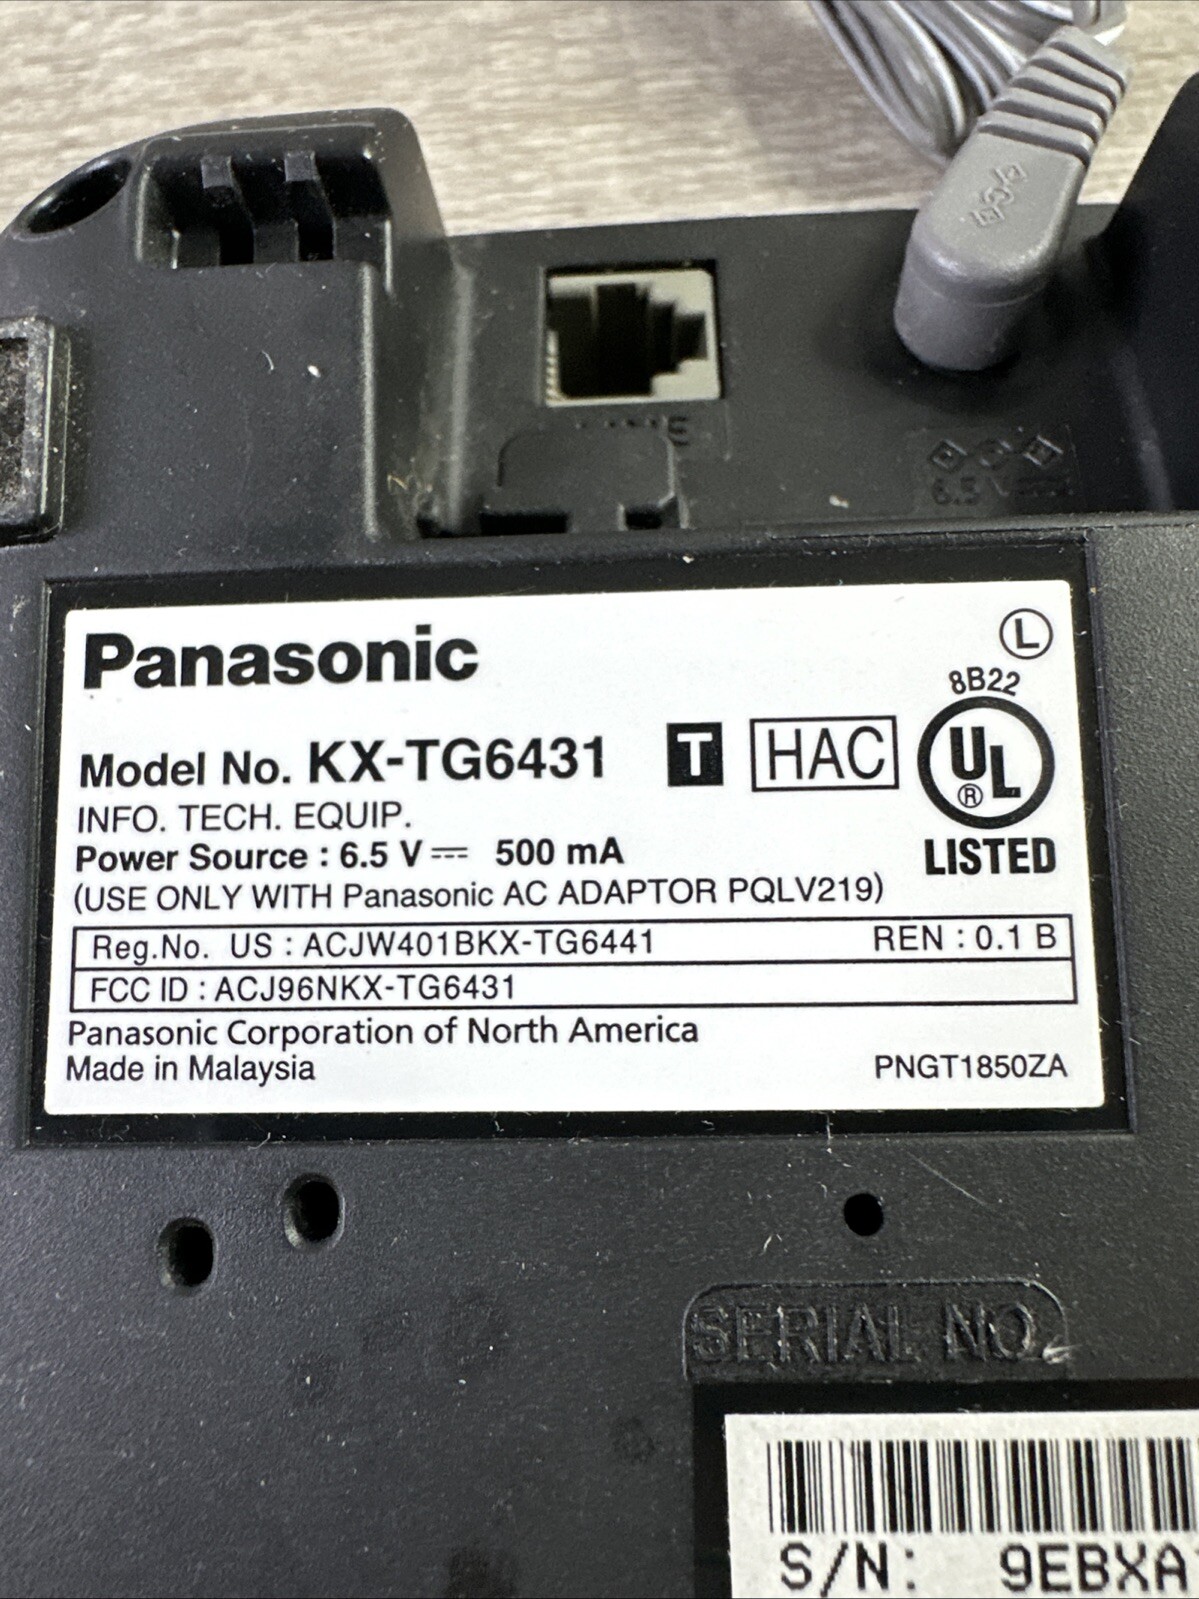 6.5 V
Panasonic
L
8B22
Model No. KX-TG6431
T
HAC
UL
®
LISTED
INFO. TECH. EQUIP.
Power Source : 6.5 V⎓ 500 mA
(USE ONLY WITH Panasonic AC ADAPTOR PQLV219)
Reg.No. US : ACJW401BKX-TG6441 REN : 0.1 B
FCC ID : ACJ96NKX-TG6431
Panasonic Corporation of North America
Made in Malaysia PNGT1850ZA
SERIAL NO.
S/N: 9EBXA